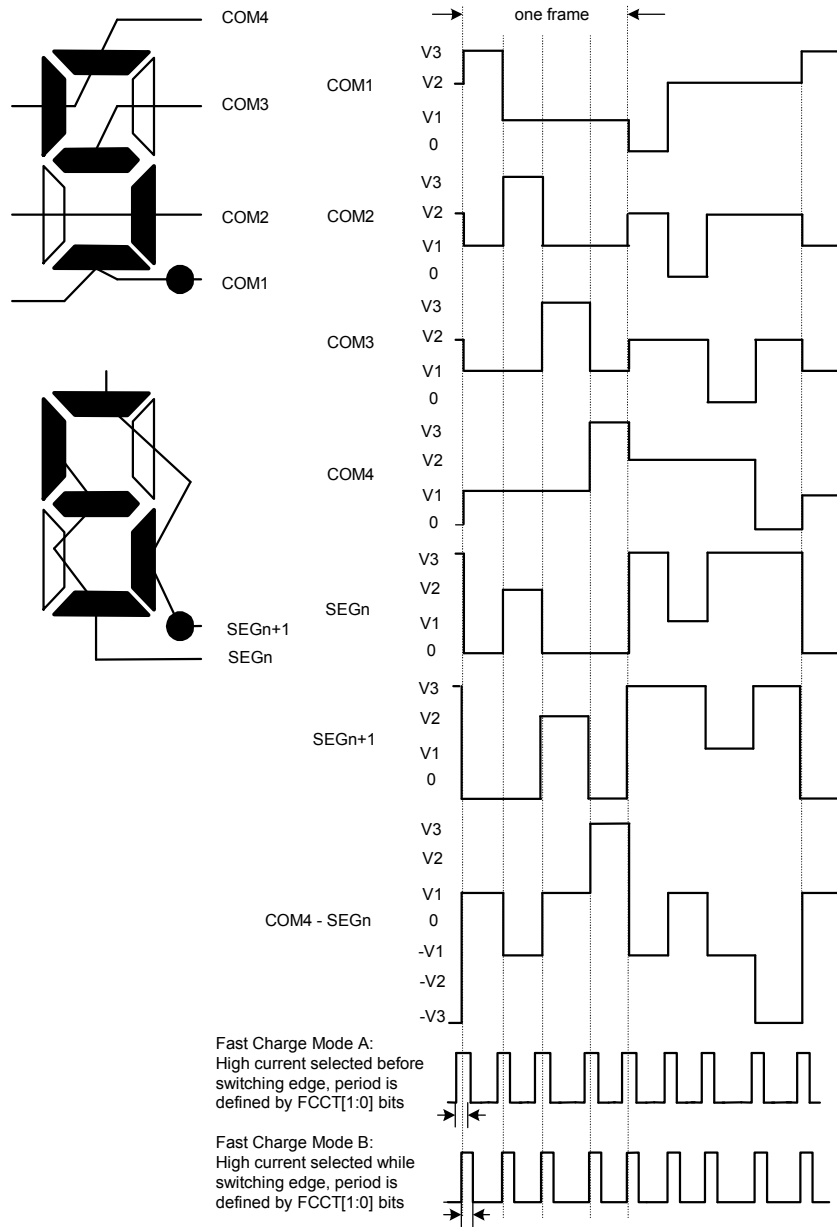 COM4
COM3
COM2
COM1
SEGn+1
SEGn
one frame
COM1
V3
V2
V1
0
COM2
V3
V2
V1
0
COM3
V3
V2
V1
0
COM4
V3
V2
V1
0
SEGn
V3
V2
V1
0
SEGn+1
V3
V2
V1
0
COM4 - SEGn
V3
V2
V1
0
-V1
-V2
-V3
Fast Charge Mode A:
High current selected before
switching edge, period is
defined by FCCT[1:0] bits
Fast Charge Mode B:
High current selected while
switching edge, period is
defined by FCCT[1:0] bits